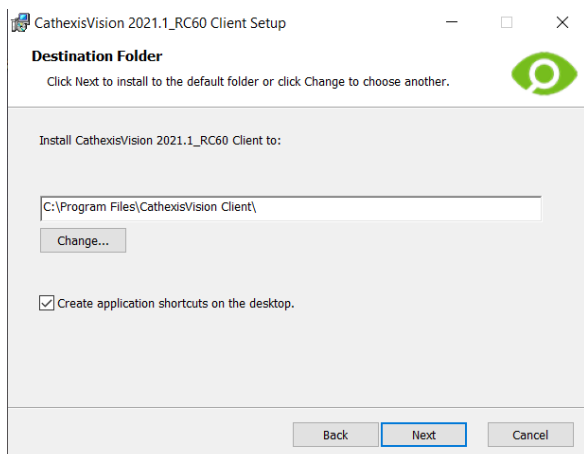 CathexisVision 2021.1_RC60 Client Setup
Destination Folder
Click Next to install to the default folder or click Change to choose another.
Install CathexisVision 2021.1_RC60 Client to:
C:\Program Files\CathexisVision Client\
Change...
Create application shortcuts on the desktop.
Back Next Cancel